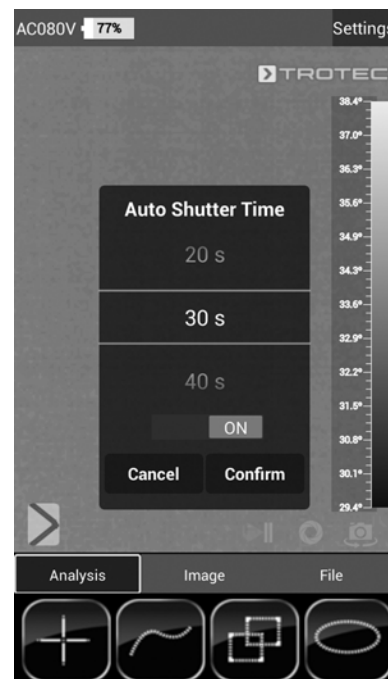 AC080V 77% Settings
TROTEC
38.4°
37.0°
36.3°
35.6°
34.9°
34.3°
33.6°
32.9°
32.2°
31.5°
30.8°
30.1°
29.4°
Auto Shutter Time
20 s
30 s
40 s
ON
Cancel Confirm
Analysis Image File